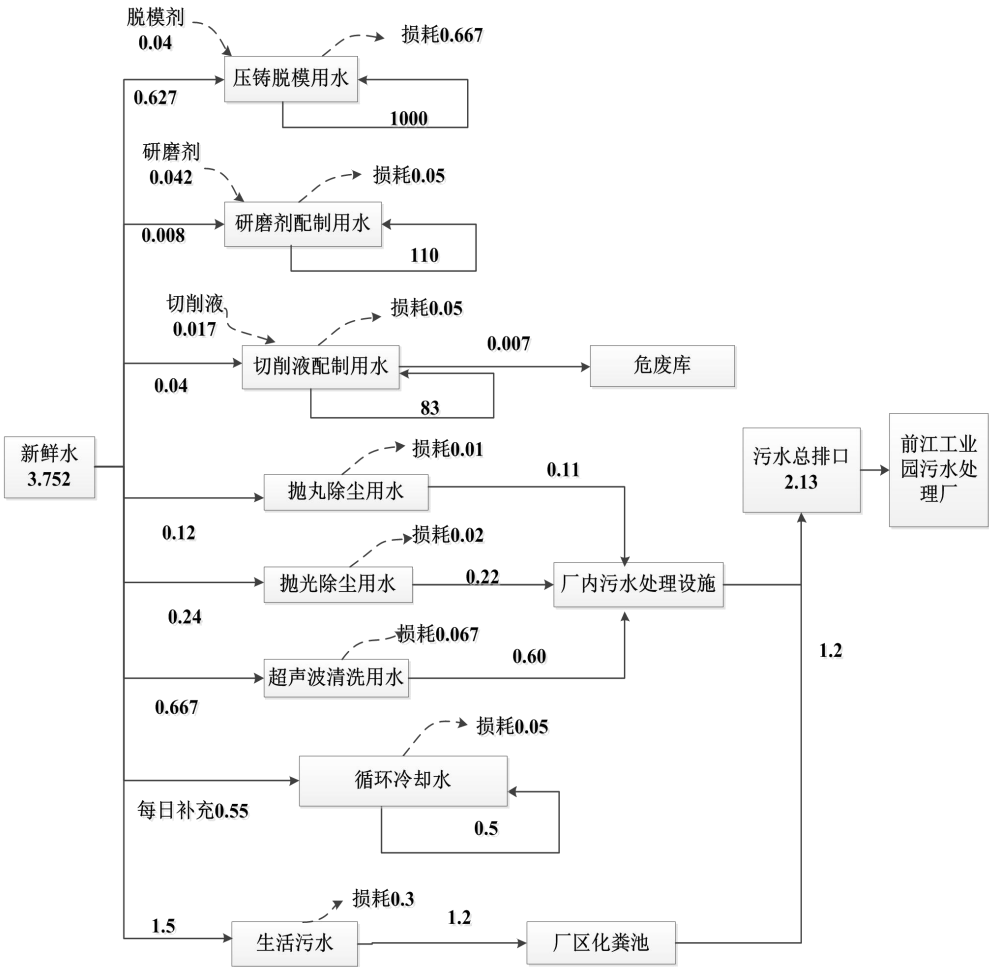 脱模剂
0.04
损耗0.667
压铸脱模用水
0.627
1000
研磨剂
0.042
损耗0.05
研磨剂配制用水
0.008
110
切削液
0.017
损耗0.05
切削液配制用水
0.007
危废库
0.04
83
新鲜水
3.752
损耗0.01
抛丸除尘用水
0.11
0.12
污水总排口
2.13
前江工业
园污水处
理厂
损耗0.02
抛光除尘用水
0.22
厂内污水处理设施
0.24
损耗0.067
超声波清洗用水
0.60
0.667
1.2
损耗0.05
循环冷却水
每日补充0.55
0.5
损耗0.3
1.5
生活污水
1.2
厂区化粪池